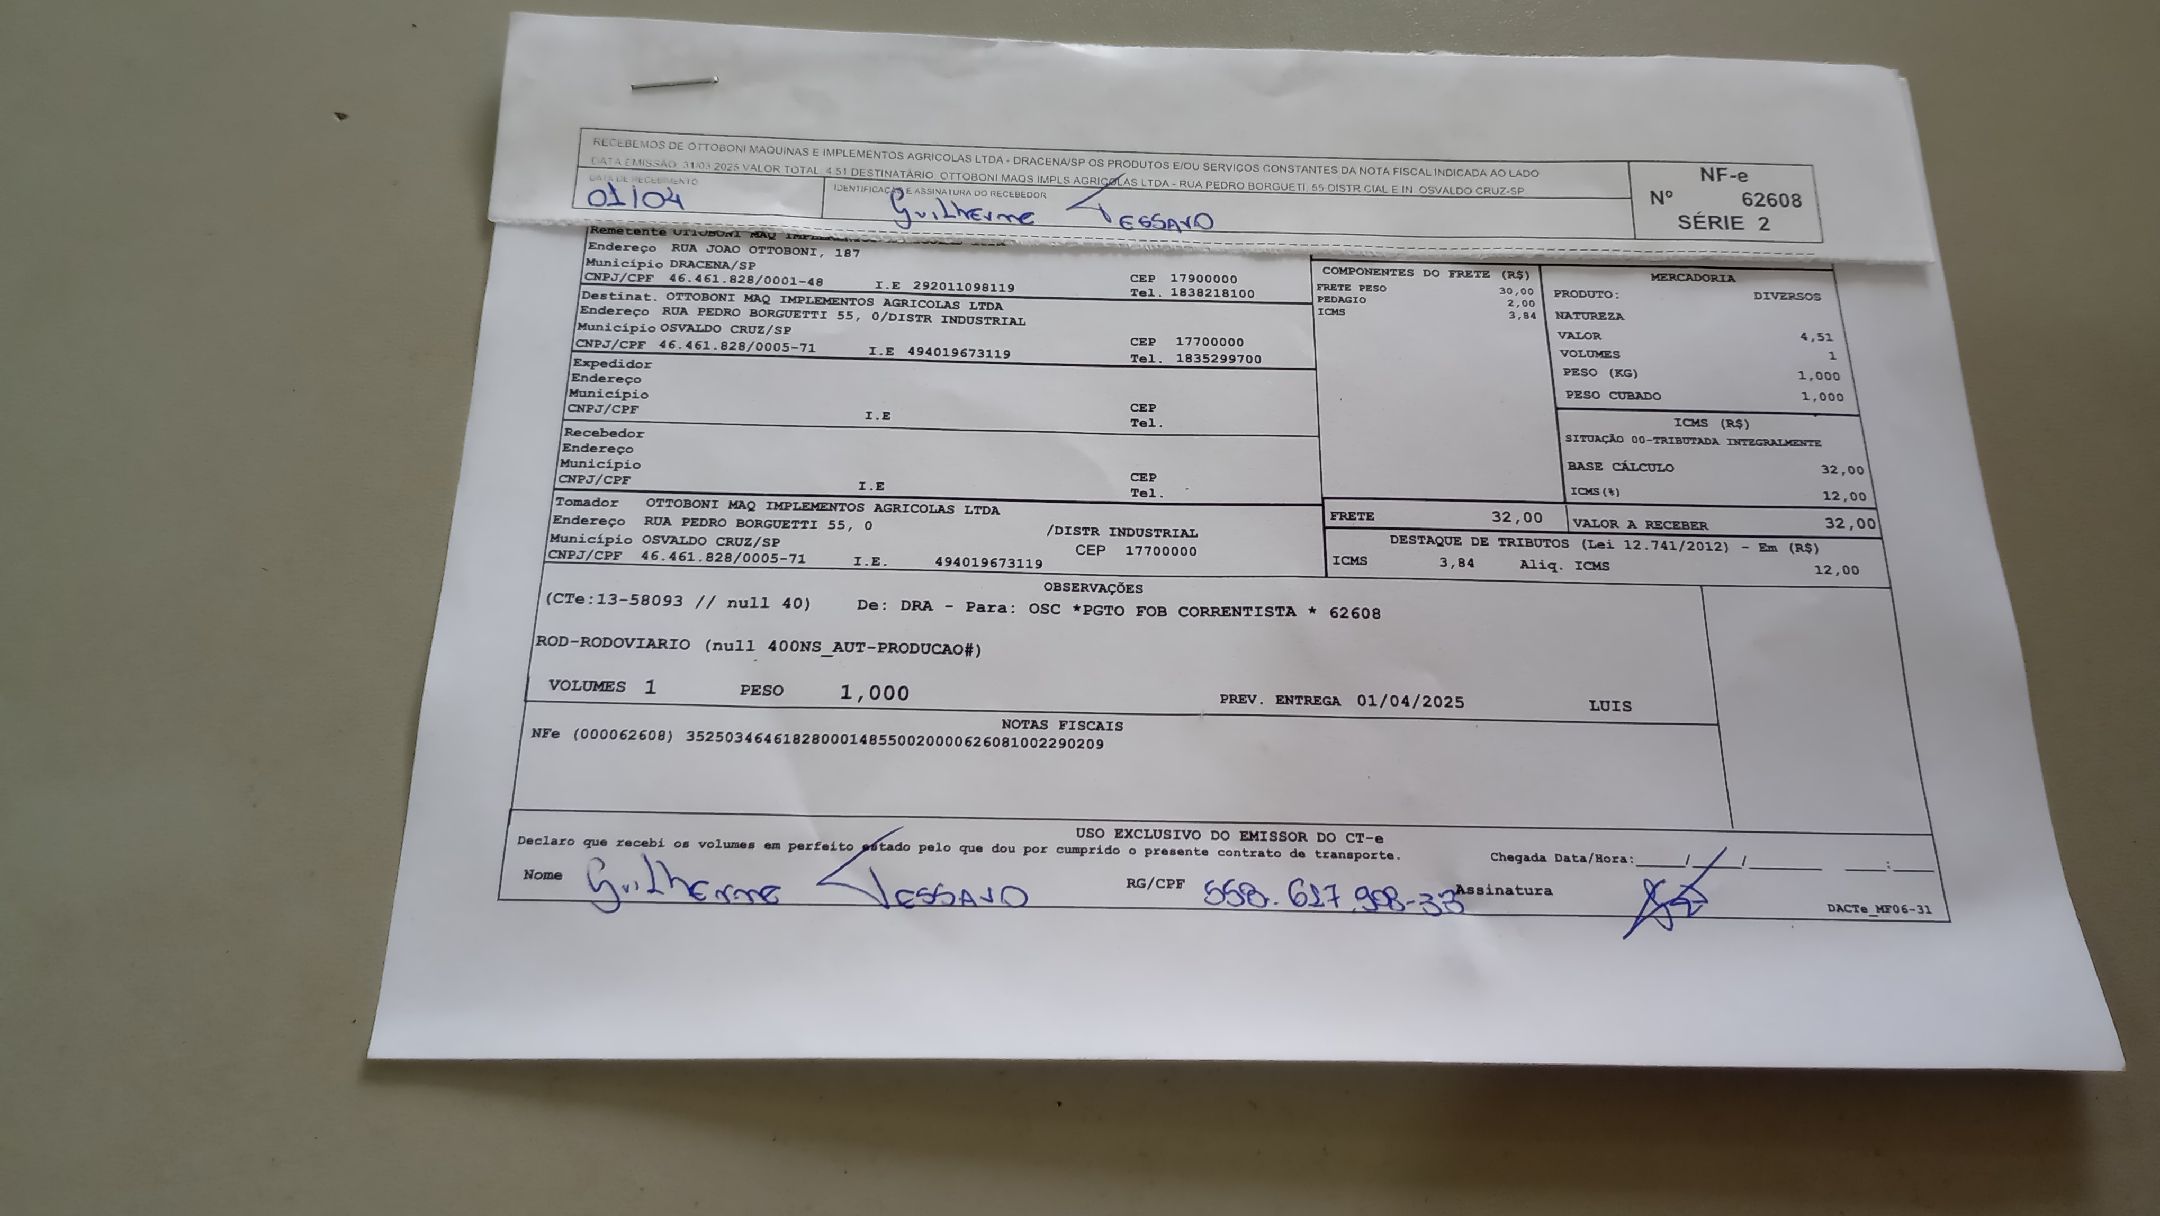 RECEBEMOS DE OTTOBONI MAQUINAS E IMPLEMENTOS AGRICOLAS LTDA - DRACENA/SP OS PRODUTOS E/OU SERVIÇOS CONSTANTES DA NOTA FISCAL INDICADA AO LADO
DATA EMISSÃO: 31/03/2025 VALOR TOTAL: 4,51 DESTINATÁRIO: OTTOBONI MAQS IMPLS AGRICOLAS LTDA - RUA PEDRO BORGUETI, 55 DISTR CIAL E IN OSVALDO CRUZ-SP
DATA DE RECEBIMENTO
01/04
IDENTIFICAÇÃO E ASSINATURA DO RECEBEDOR
Guilherme Tessaro
NF-e
Nº 62608
SÉRIE 2
Remetente OTTOBONI MAQ
Endereço RUA JOAO OTTOBONI, 187
Município DRACENA/SP
CEP 17900000
CNPJ/CPF 46.461.828/0001-48 I.E 292011098119 Tel. 1838218100
Destinat. OTTOBONI MAQ IMPLEMENTOS AGRICOLAS LTDA
Endereço RUA PEDRO BORGUETTI 55, 0/DISTR INDUSTRIAL
Município OSVALDO CRUZ/SP CEP 17700000
CNPJ/CPF 46.461.828/0005-71 I.E 494019673119 Tel. 1835299700
Expedidor
Endereço
Município CEP
CNPJ/CPF I.E Tel.
Recebedor
Endereço
Município CEP
CNPJ/CPF I.E Tel.
Tomador OTTOBONI MAQ IMPLEMENTOS AGRICOLAS LTDA
Endereço RUA PEDRO BORGUETTI 55, 0 /DISTR INDUSTRIAL
Município OSVALDO CRUZ/SP CEP 17700000
CNPJ/CPF 46.461.828/0005-71 I.E. 494019673119
COMPONENTES DO FRETE (R$)
FRETE PESO 30,00
PEDAGIO 2,00
ICMS 3,84
MERCADORIA
PRODUTO: DIVERSOS
NATUREZA
VALOR 4,51
VOLUMES 1
PESO (KG) 1,000
PESO CUBADO 1,000
ICMS (R$)
SITUAÇÃO 00-TRIBUTADA INTEGRALMENTE
BASE CÁLCULO 32,00
ICMS(%) 12,00
FRETE 32,00 VALOR A RECEBER 32,00
DESTAQUE DE TRIBUTOS (Lei 12.741/2012) - Em (R$)
ICMS 3,84 Aliq. ICMS 12,00
OBSERVAÇÕES
(CTe:13-58093 // null 40) De: DRA - Para: OSC *PGTO FOB CORRENTISTA * 62608
ROD-RODOVIARIO (null 400NS_AUT-PRODUCAO#)
VOLUMES 1 PESO 1,000 PREV. ENTREGA 01/04/2025 LUIS
NOTAS FISCAIS
NFe (000062608) 35250346461828000148550020000626081002290209
USO EXCLUSIVO DO EMISSOR DO CT-e
Declaro que recebi os volumes em perfeito estado pelo que dou por cumprido o presente contrato de transporte. Chegada Data/Hora:____/____/____ ____:____
Nome Guilherme Tessaro RG/CPF 558.617.908-33 Assinatura
DACTe_MF06-31